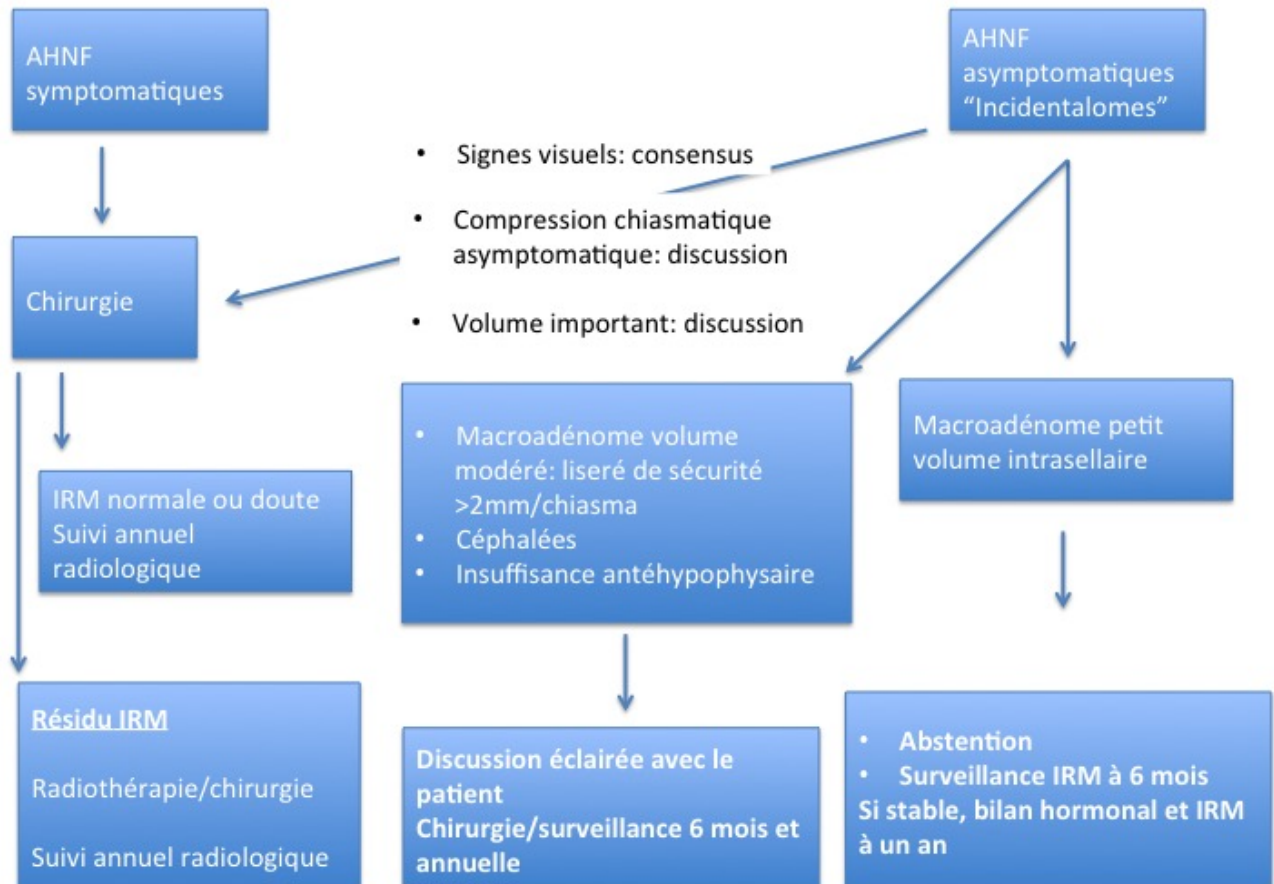 AHNF
symptomatiques
AHNF
asymptomatiques
“Incidentalomes”
• Signes visuels: consensus
• Compression chiasmatique
asymptomatique: discussion
• Volume important: discussion
Chirurgie
IRM normale ou doute
Suivi annuel
radiologique
• Macroadénome volume
modéré: liseré de sécurité
>2mm/chiasma
• Céphalées
• Insuffisance antéhypophysaire
Macroadénome petit
volume intrasellaire
Résidu IRM
Radiothérapie/chirurgie
Suivi annuel radiologique
Discussion éclairée avec le
patient
Chirurgie/surveillance 6 mois et
annuelle
• Abstention
• Surveillance IRM à 6 mois
Si stable, bilan hormonal et IRM
à un an